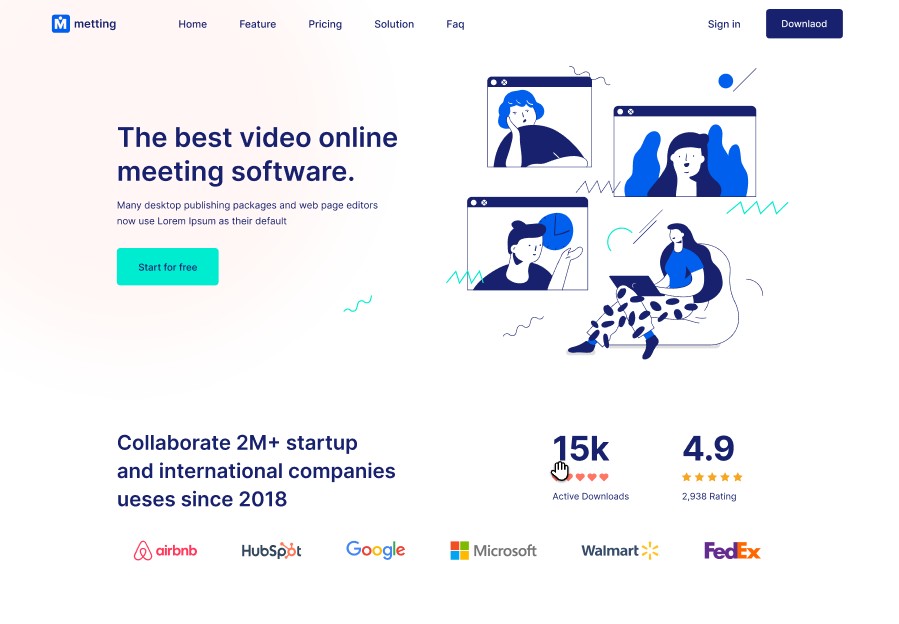 metting
Home
Feature
Pricing
Solution
Faq
Sign in
Downlaod
The best video online
meeting software.
Many desktop publishing packages and web page editors
now use Lorem Ipsum as their default
Start for free
Collaborate 2M+ startup
and international companies
ueses since 2018
15k
Active Downloads
4.9
2,938 Rating
airbnb
HubSpot
Google
Microsoft
Walmart
FedEx